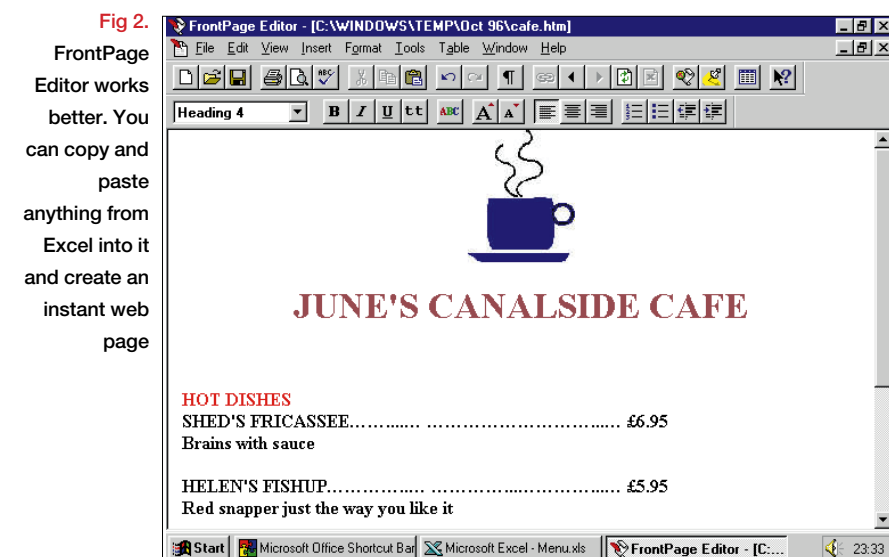 Fig 2.
FrontPage
Editor works
better. You
can copy and
paste
anything from
Excel into it
and create an
instant web
page
FrontPage Editor - [C:\WINDOWS\TEMP\Oct 96\cafe.htm]
File Edit View Insert Format Tools Table Window Help
ABC
Heading 4 B I U tt ABC A A
JUNE'S CANALSIDE CAFE
HOT DISHES
SHED'S FRICASSEE……...… ………………………...… £6.95
Brains with sauce
HELEN'S FISHUP…………..… ……………...………...… £5.95
Red snapper just the way you like it
Start Microsoft Office Shortcut Bar Microsoft Excel - Menu.xls FrontPage Editor - [C:... 23:33